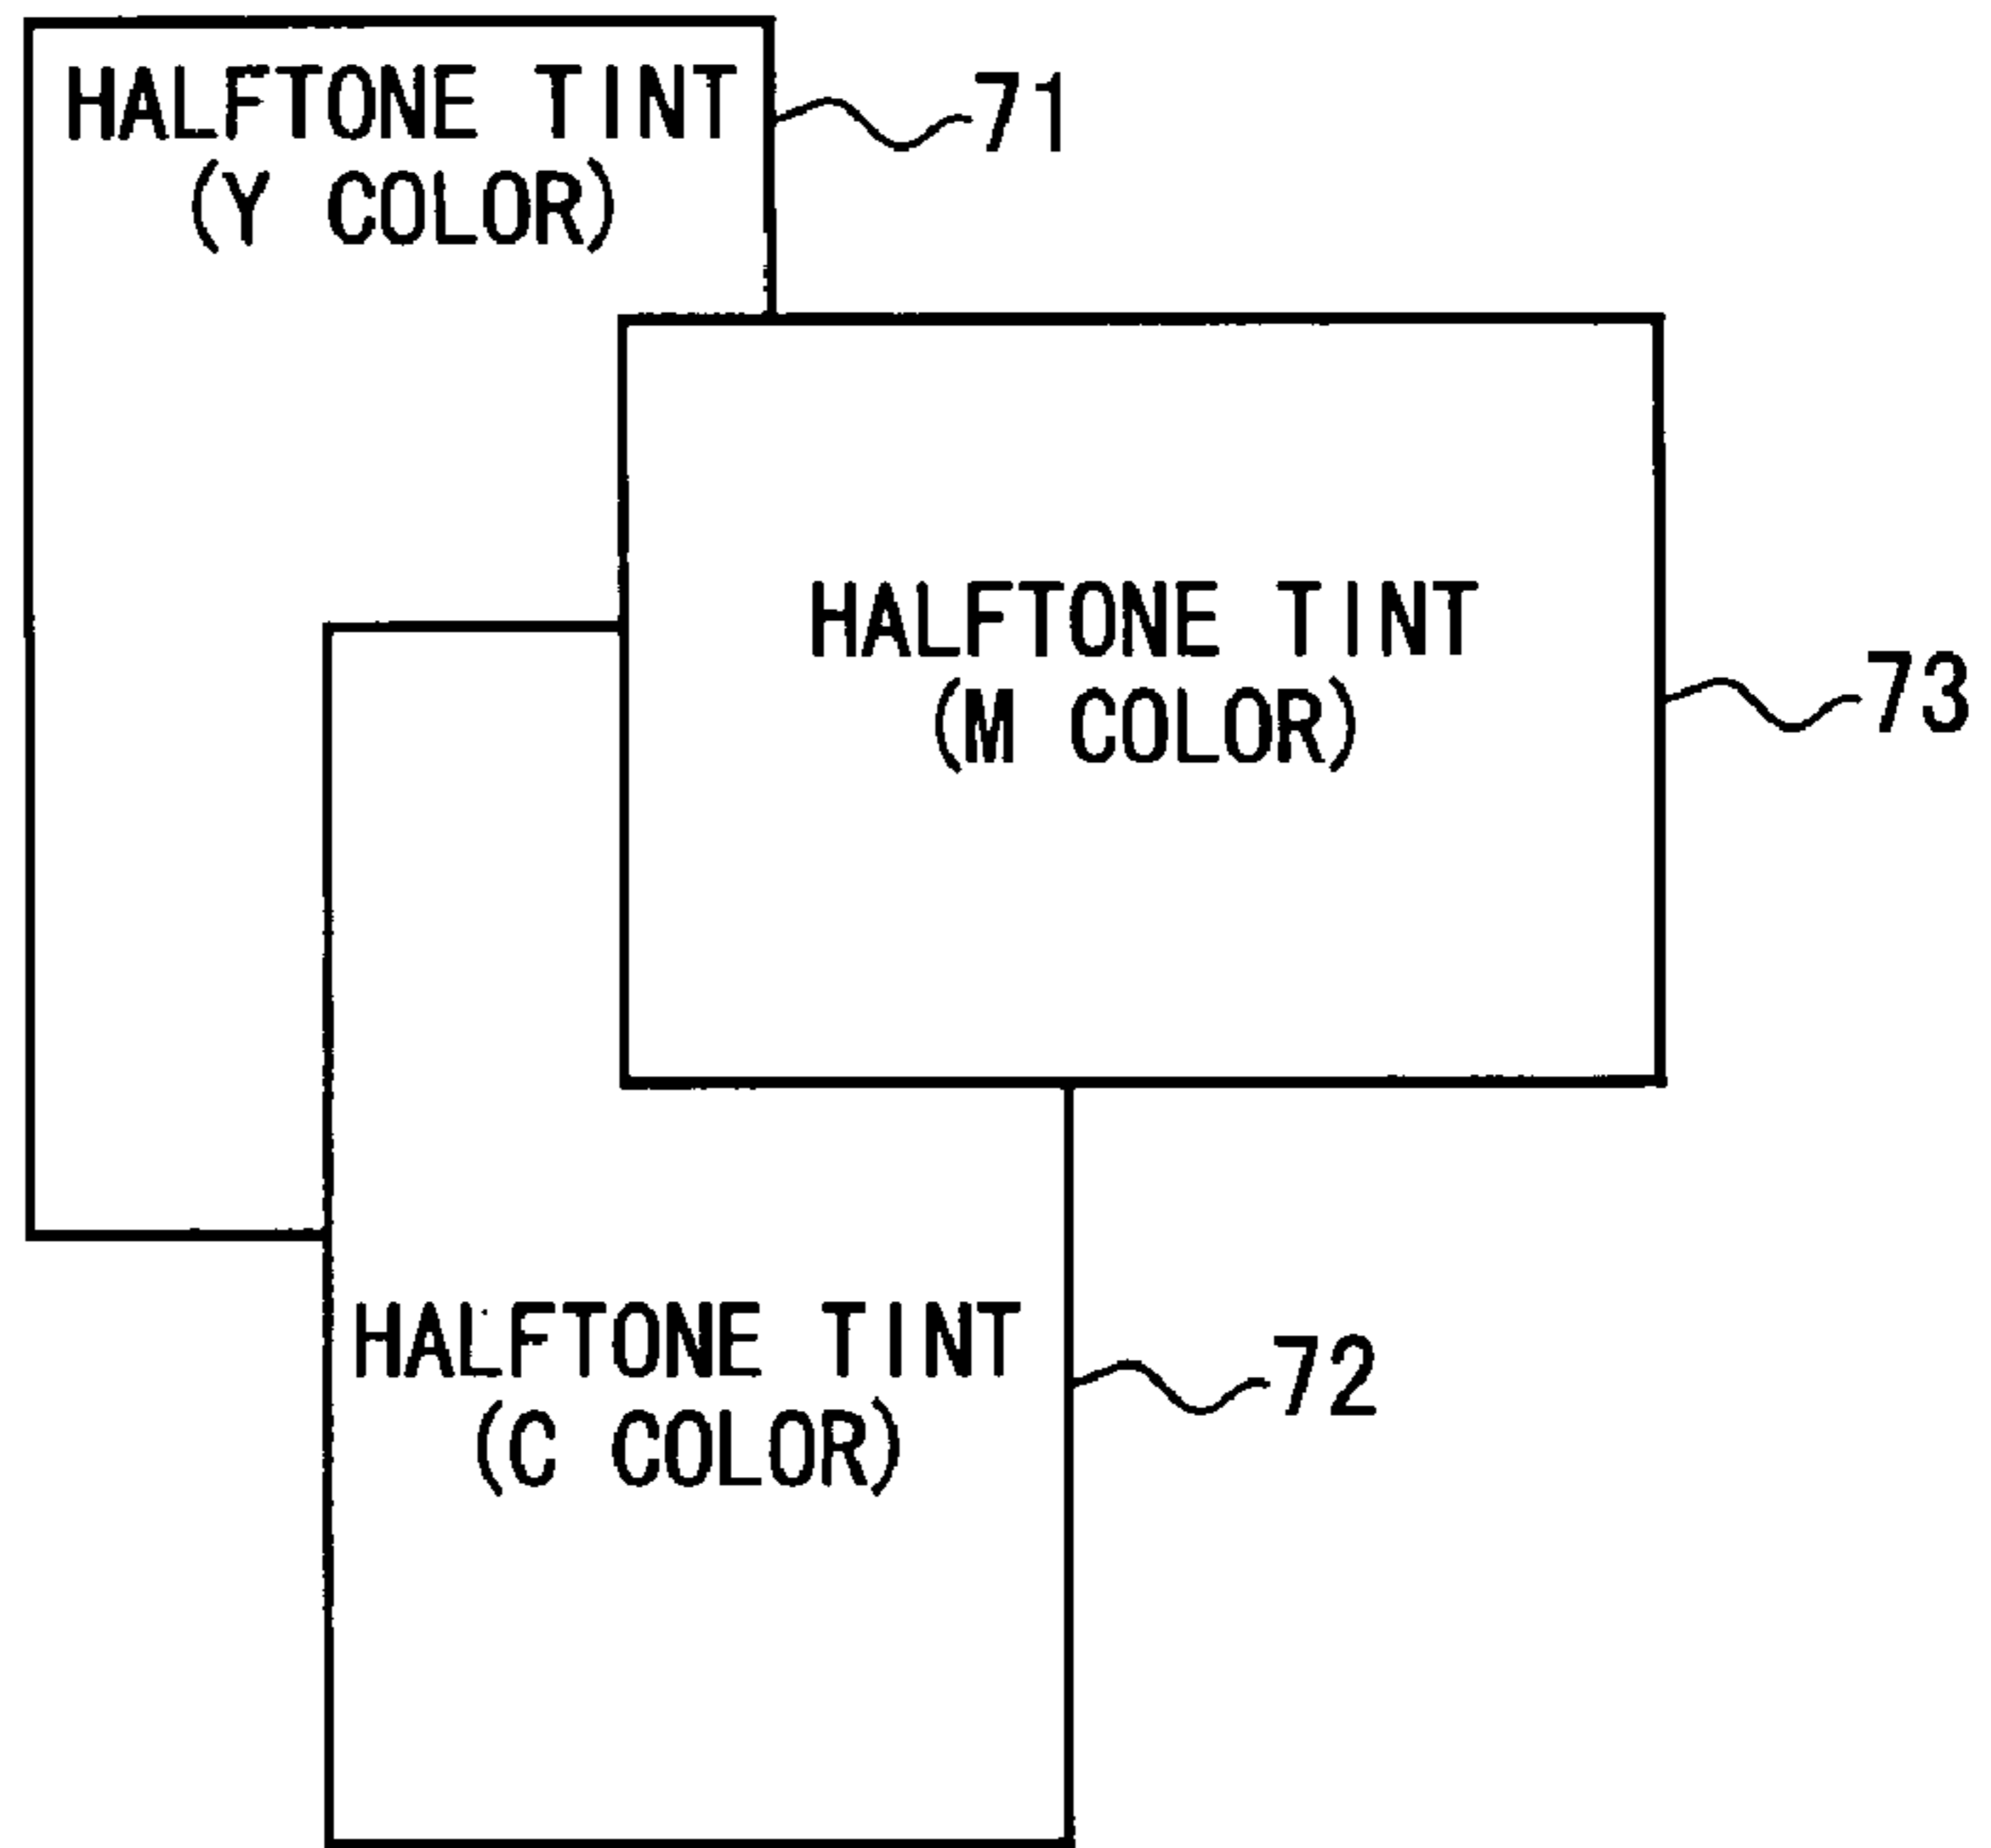 HALFTONE TINT
(Y COLOR)
71
HALFTONE TINT
(M COLOR)
73
HALFTONE TINT
(C COLOR)
72